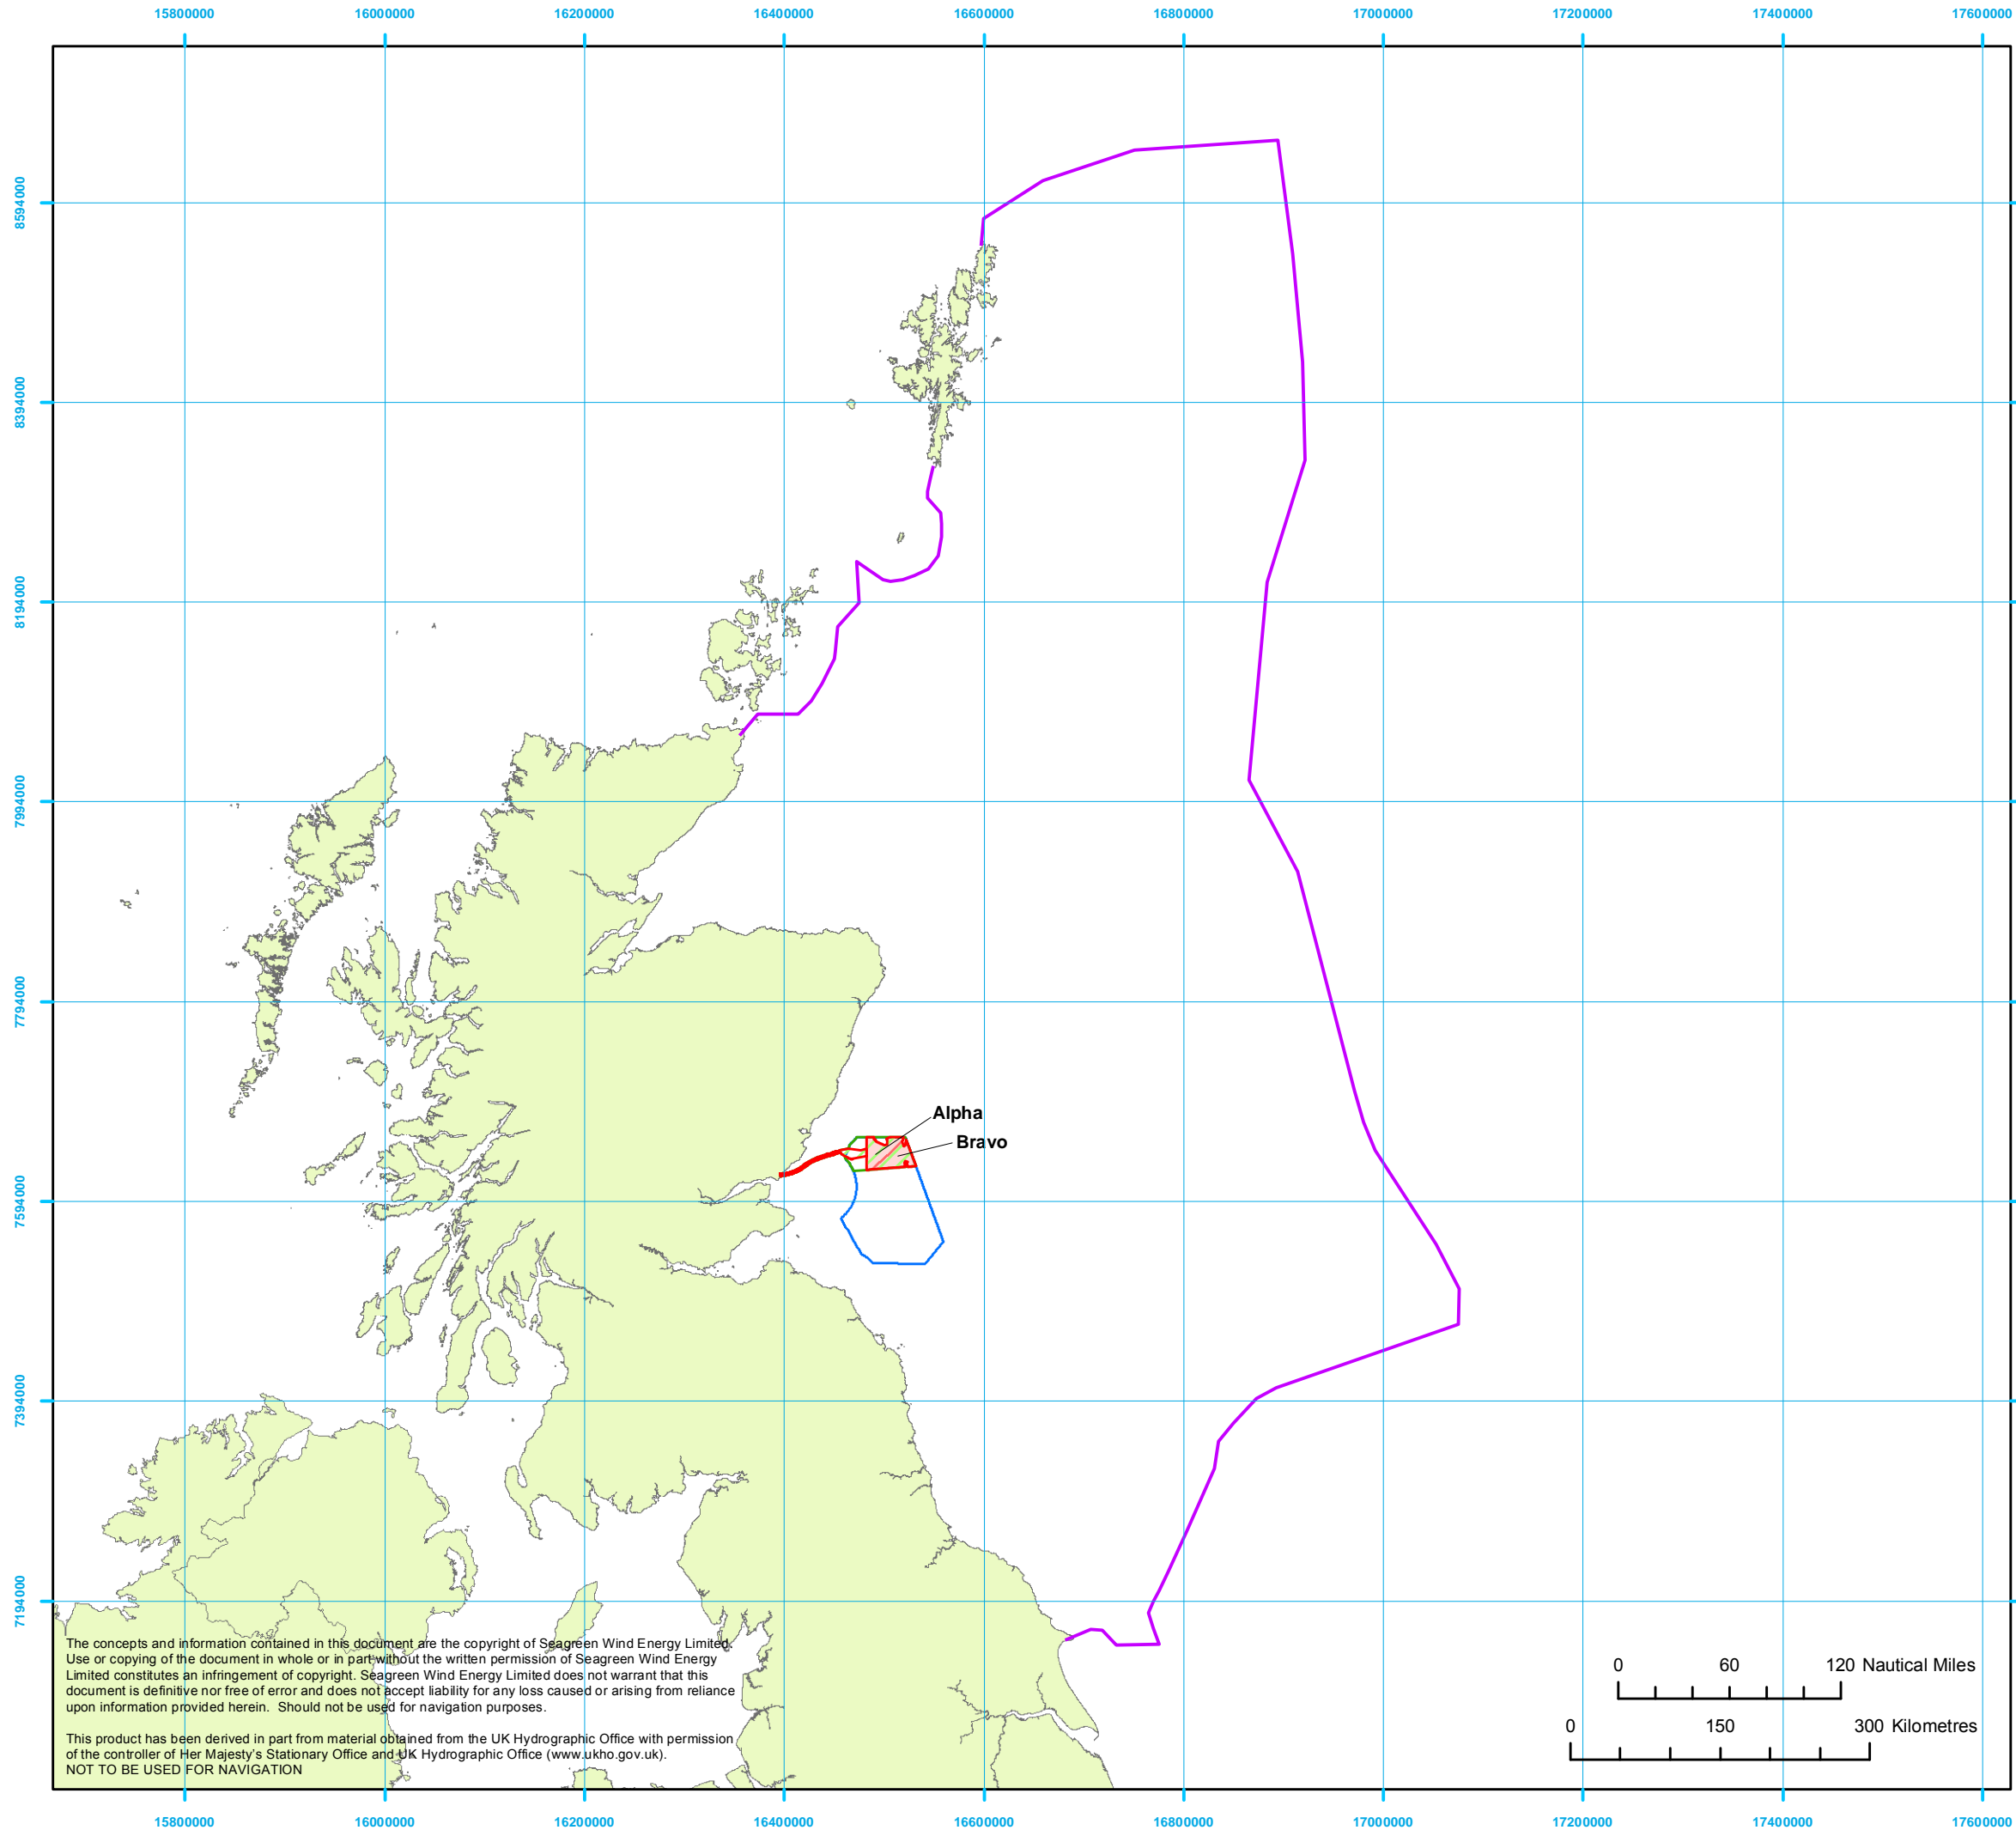 15800000 16000000 16200000 16400000 16600000 16800000 17000000 17200000 17400000 17600000
8594000
8394000
8194000
7994000
7794000
Alpha
Bravo
7594000
7394000
7194000
The concepts and information contained in this document are the copyright of Seagreen Wind Energy Limited.
Use or copying of the document in whole or in part without the written permission of Seagreen Wind Energy
Limited constitutes an infringement of copyright. Seagreen Wind Energy Limited does not warrant that this
document is definitive nor free of error and does not accept liability for any loss caused or arising from reliance
upon information provided herein. Should not be used for navigation purposes.
This product has been derived in part from material obtained from the UK Hydrographic Office with permission
of the controller of Her Majesty's Stationary Office and UK Hydrographic Office (www.ukho.gov.uk).
NOT TO BE USED FOR NAVIGATION
0 60 120 Nautical Miles
0 150 300 Kilometres
15800000 16000000 16200000 16400000 16600000 16800000 17000000 17200000 17400000 17600000